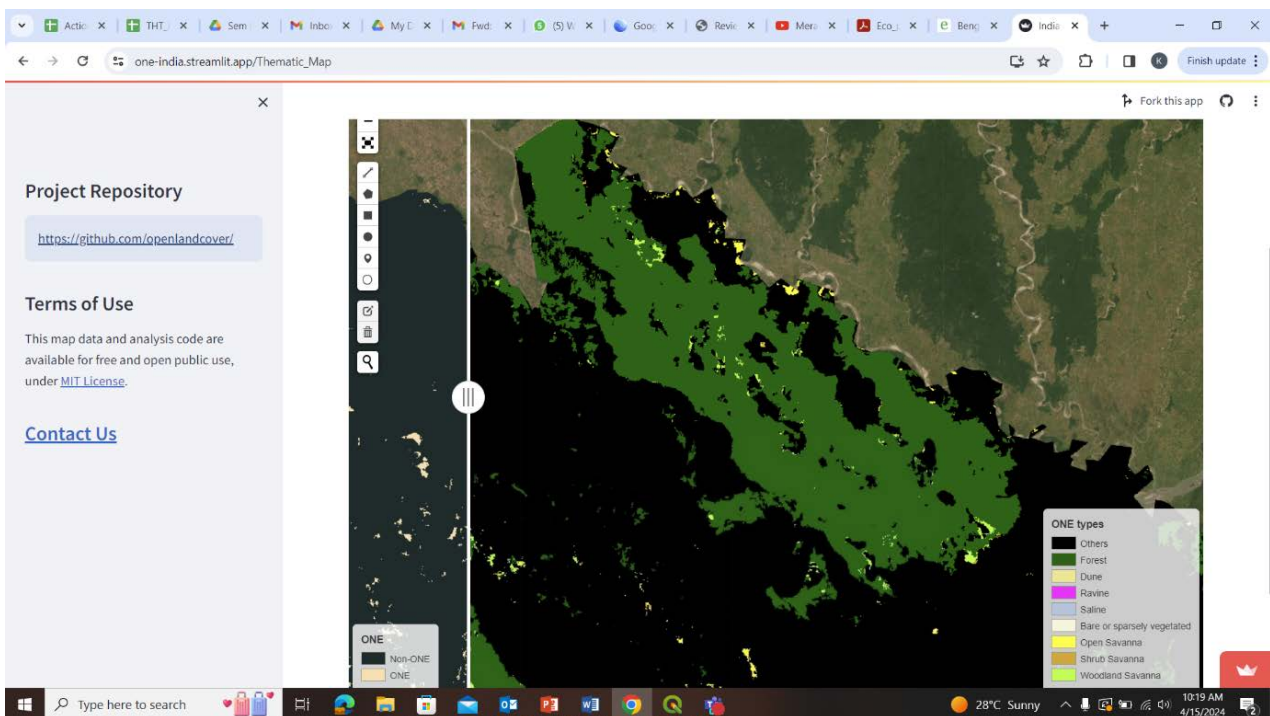 Actio
THT_
Sem
Inbo
My D
Fwd:
(5) W
Goog
Revie
Mera
Eco_
Beng
India
one-india.streamlit.app/Thematic_Map
K
Finish update
Fork this app
Project Repository
https://github.com/openlandcover/
Terms of Use
This map data and analysis code are
available for free and open public use,
under MIT License.
Contact Us
ONE
Non-ONE
ONE
ONE types
Others
Forest
Dune
Ravine
Saline
Bare or sparsely vegetated
Open Savanna
Shrub Savanna
Woodland Savanna
Type here to search
28°C Sunny
10:19 AM
4/15/2024
2